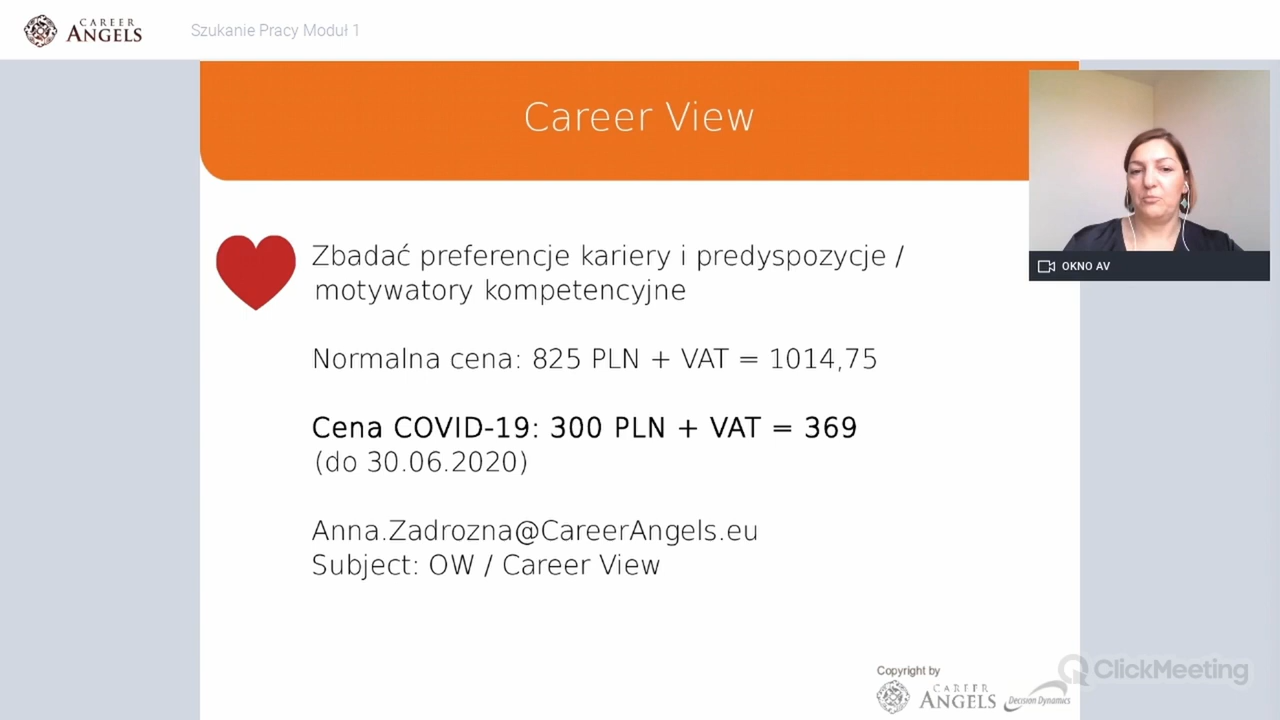 CAREER
ANGELS
Szukanie Pracy Moduł 1
Career View
OKNO AV
Zbadać preferencje kariery i predyspozycje /
motywatory kompetencyjne
Normalna cena: 825 PLN + VAT = 1014,75
Cena COVID-19: 300 PLN + VAT = 369
(do 30.06.2020)
Anna.Zadrozna@CareerAngels.eu
Subject: OW / Career View
Copyright by
CAREER
ANGELS
Decision Dynamics
ClickMeeting